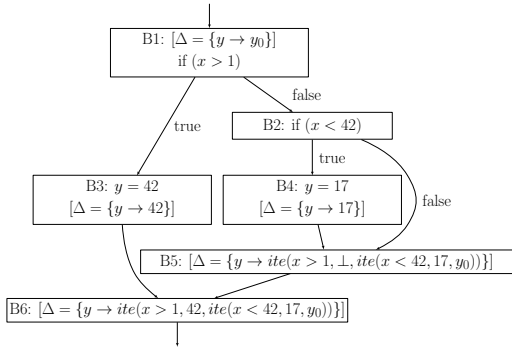 B1: [Δ = {y → y₀}]
if (x > 1)
false
B2: if (x < 42)
true
true
B3: y = 42
[Δ = {y → 42}]
B4: y = 17
[Δ = {y → 17}]
false
B5: [Δ = {y → ite(x > 1, ⊥, ite(x < 42, 17, y₀))}]
B6: [Δ = {y → ite(x > 1, 42, ite(x < 42, 17, y₀))}]